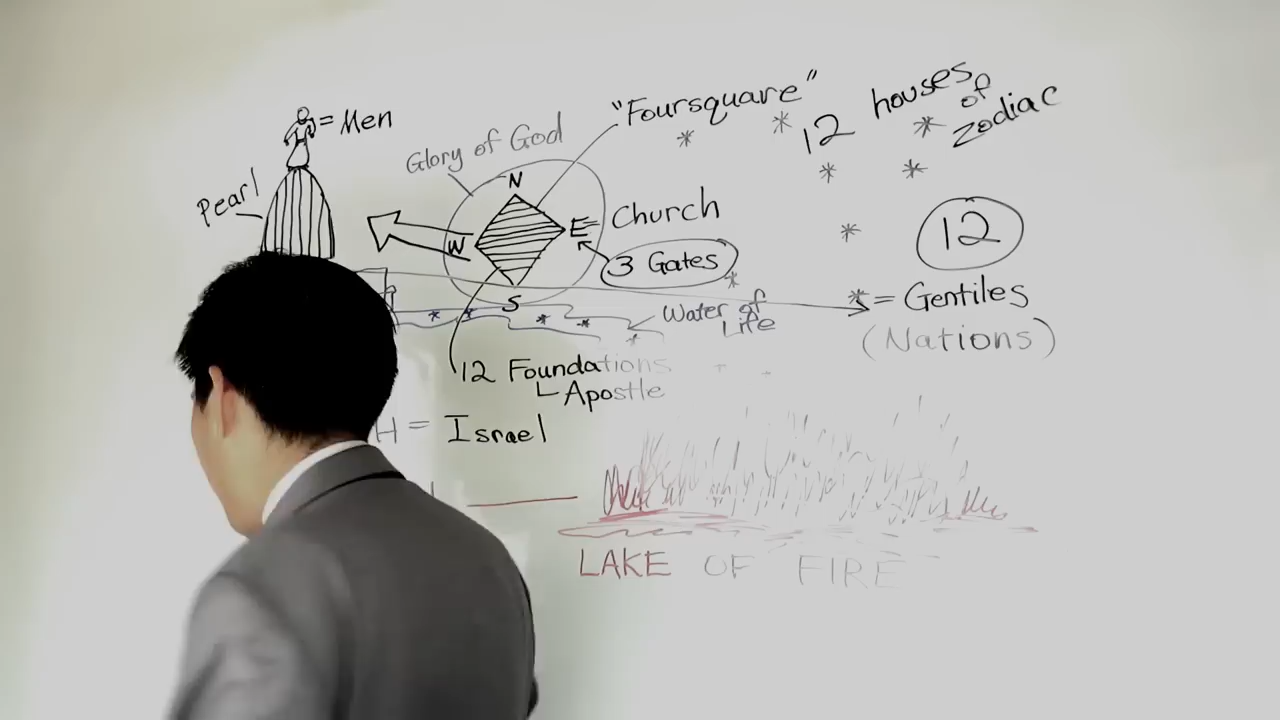 = Men
Pearl
Glory of God
"Foursquare"
12 houses
of
zodiac
N
W
E
S
Church
3 Gates
12
= Gentiles
(Nations)
Water of
Life
12 Foundations
Apostle
H = Israel
LAKE OF FIRE